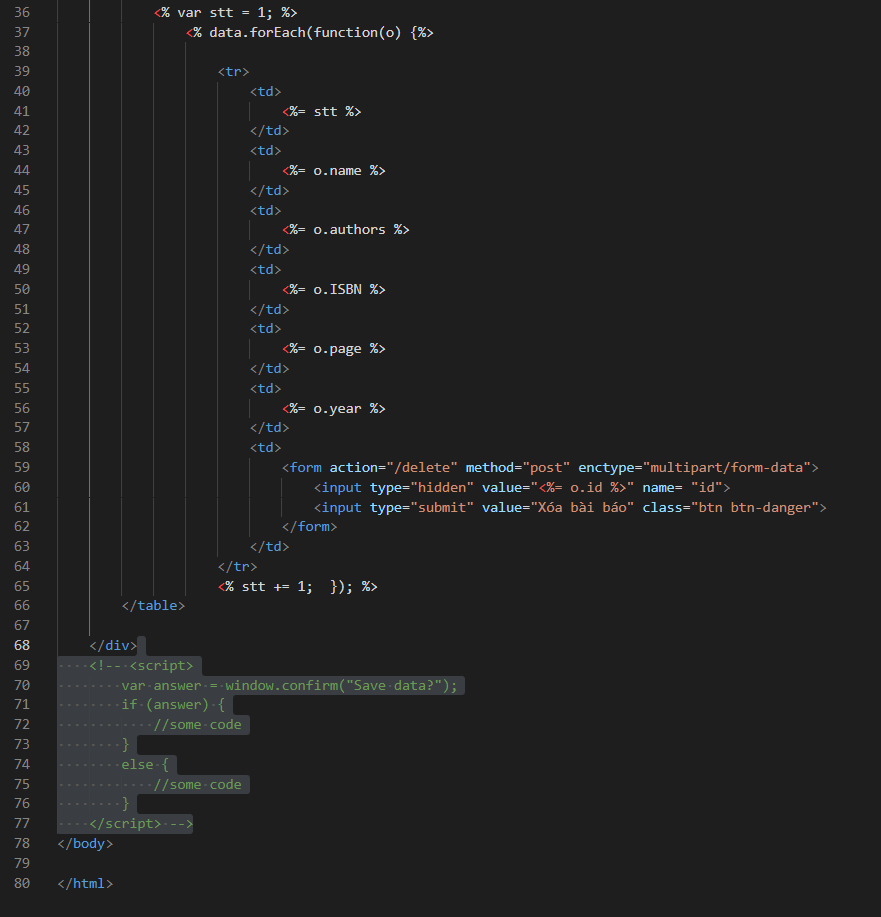 36 <% var stt = 1; %>
37 <% data.forEach(function(o) {%>
38
39 <tr>
40 <td>
41 <%= stt %>
42 </td>
43 <td>
44 <%= o.name %>
45 </td>
46 <td>
47 <%= o.authors %>
48 </td>
49 <td>
50 <%= o.ISBN %>
51 </td>
52 <td>
53 <%= o.page %>
54 </td>
55 <td>
56 <%= o.year %>
57 </td>
58 <td>
59 <form action="/delete" method="post" enctype="multipart/form-data">
60 <input type="hidden" value="<%= o.id %>" name= "id">
61 <input type="submit" value="Xóa bài báo" class="btn btn-danger">
62 </form>
63 </td>
64 </tr>
65 <% stt += 1;  }); %>
66 </table>
67
68 </div>
69 <!-- <script>
70 var answer = window.confirm("Save data?");
71 if (answer) {
72 //some code
73 }
74 else {
75 //some code
76 }
77 </script> -->
78 </body>
79
80 </html>